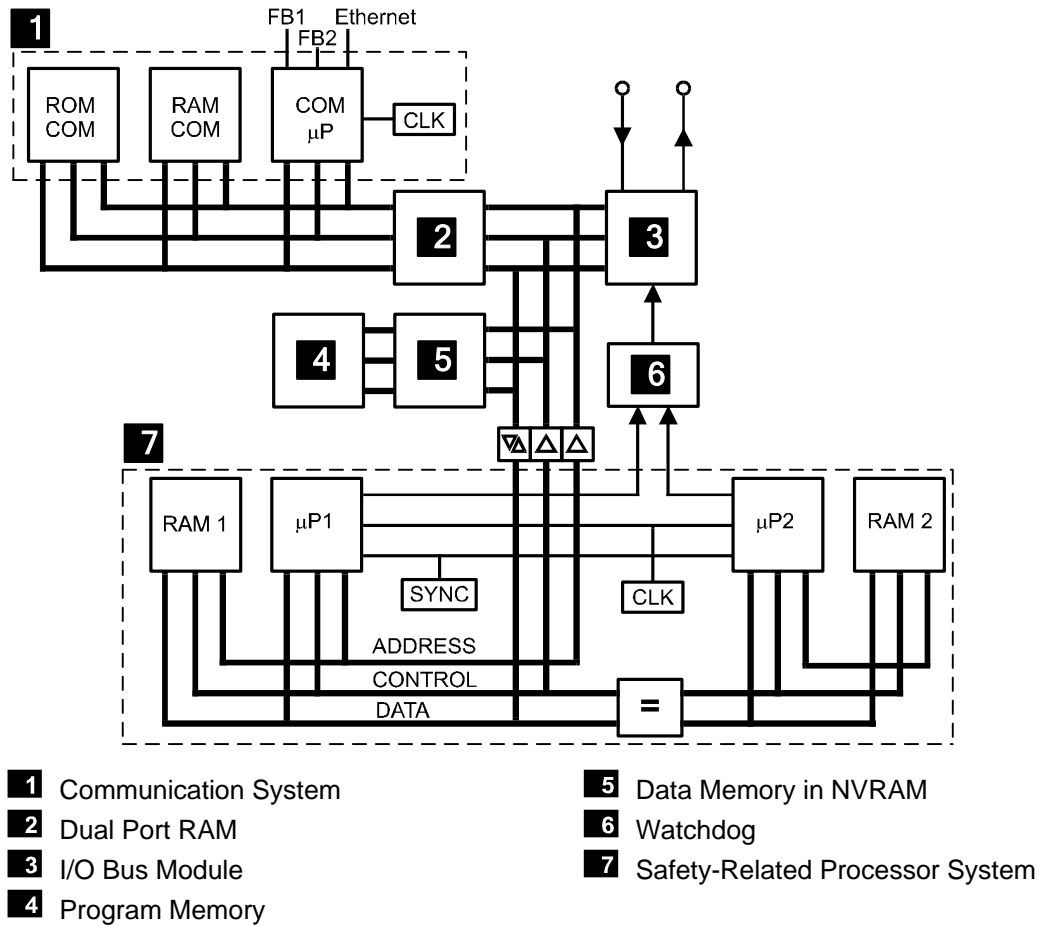 1
FB1 Ethernet
FB2
ROM COM
RAM COM
COM μP
CLK
2
3
4
5
6
7
RAM 1
μP1
μP2
RAM 2
SYNC
CLK
ADDRESS
CONTROL
DATA
=
1 Communication System
2 Dual Port RAM
3 I/O Bus Module
4 Program Memory
5 Data Memory in NVRAM
6 Watchdog
7 Safety-Related Processor System